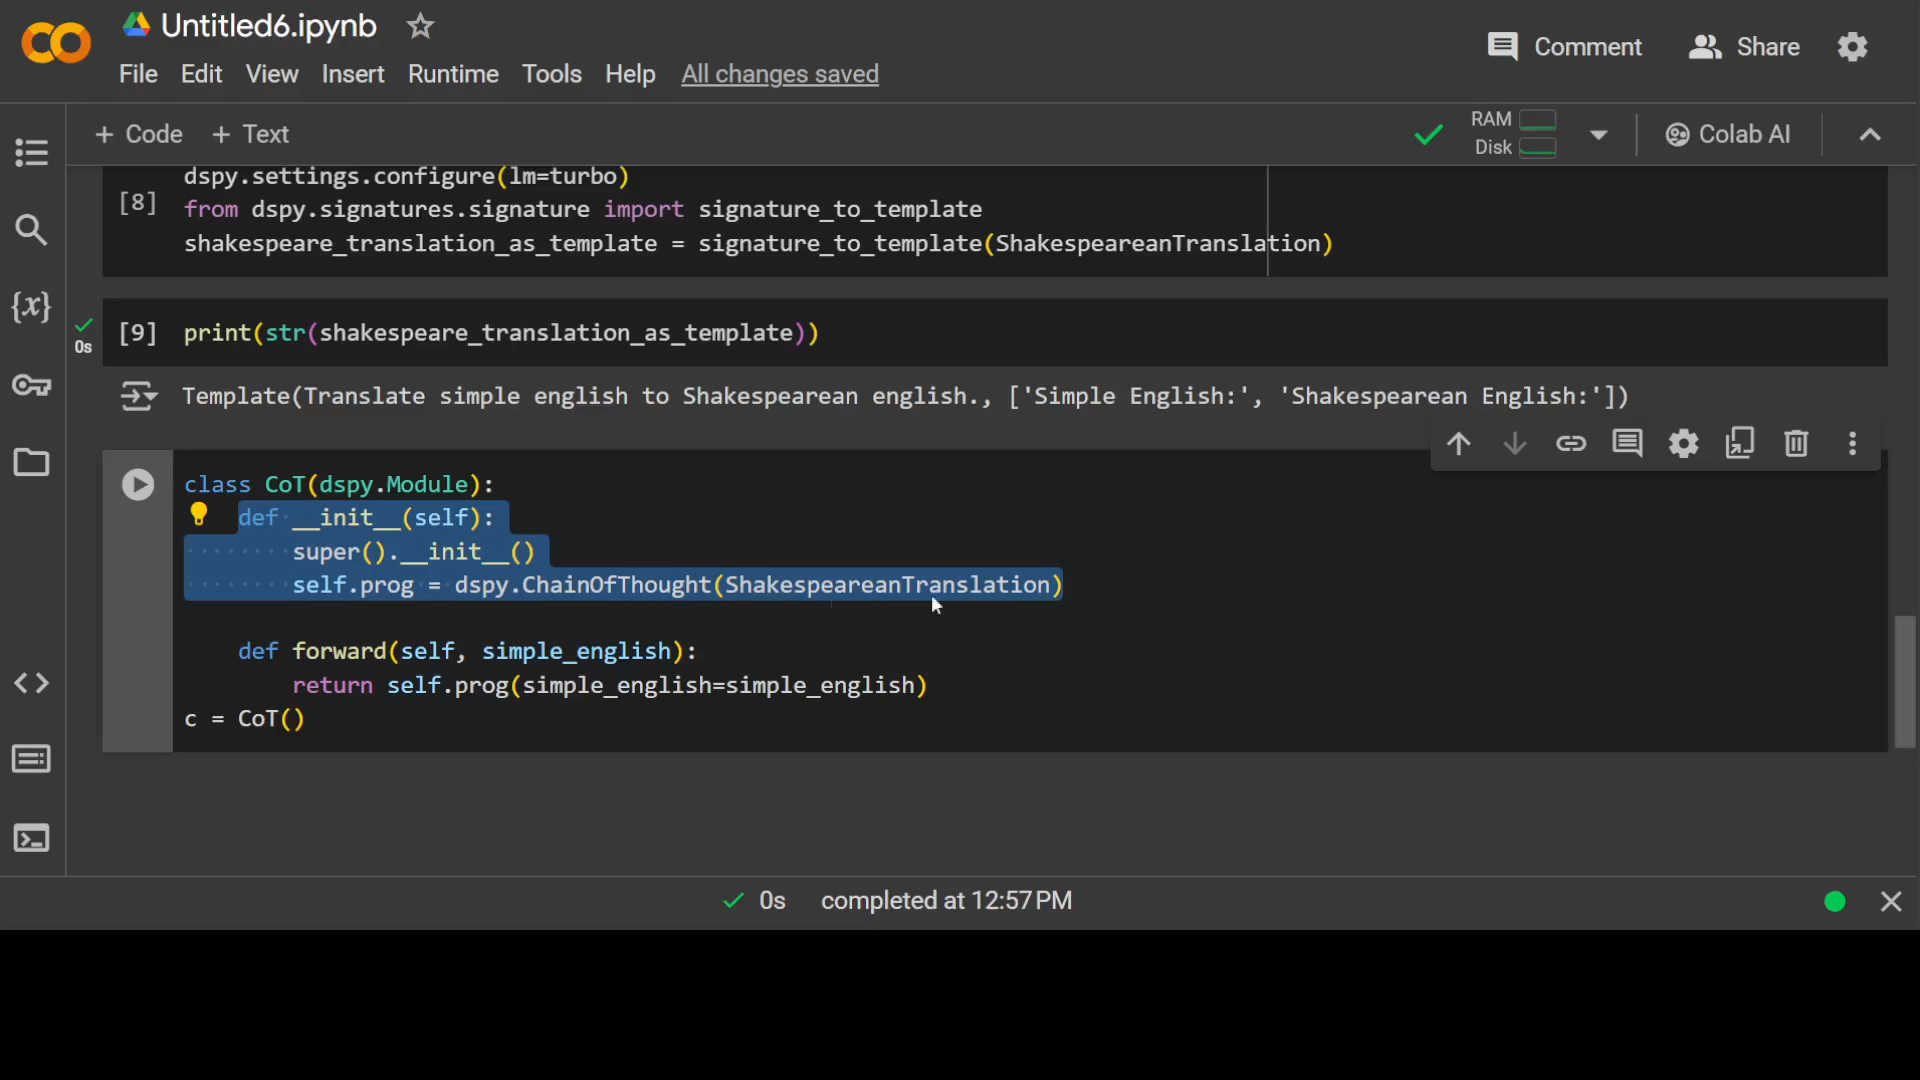 Untitled6.ipynb
Comment
Share
File Edit View Insert Runtime Tools Help All changes saved
+ Code + Text
RAM
Disk
Colab AI
dspy.settings.configure(lm=turbo)
[8]
from dspy.signatures.signature import signature_to_template
shakespeare_translation_as_template = signature_to_template(ShakespeareanTranslation)
{x}
0s
[9] print(str(shakespeare_translation_as_template))
Template(Translate simple english to Shakespearean english., ['Simple English:', 'Shakespearean English:'])
class CoT(dspy.Module):
def __init__(self):
super().__init__()
self.prog = dspy.ChainOfThought(ShakespeareanTranslation)
def forward(self, simple_english):
return self.prog(simple_english=simple_english)
c = CoT()
0s completed at 12:57 PM